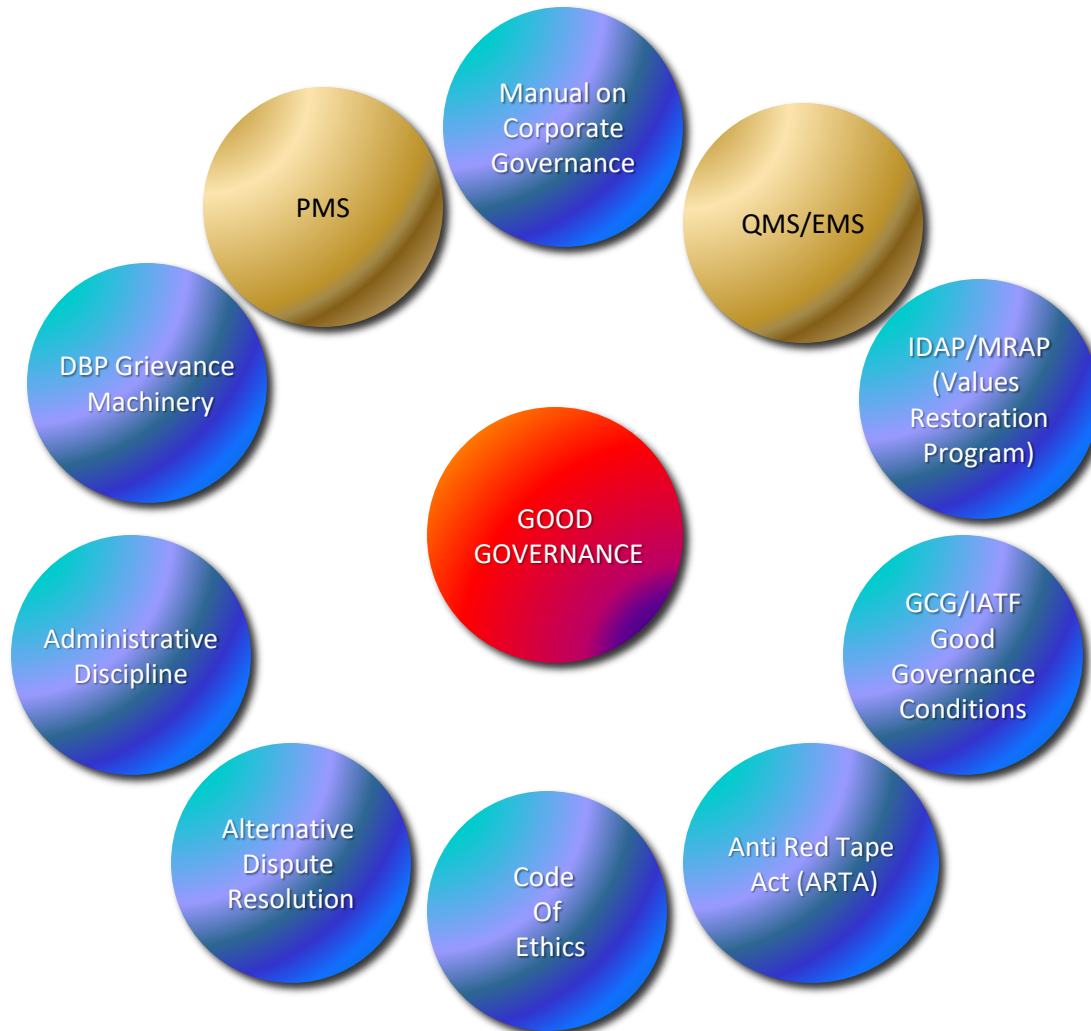 Manual on
Corporate
Governance
PMS
QMS/EMS
DBP Grievance
Machinery
IDAP/MRAP
(Values
Restoration
Program)
GOOD
GOVERNANCE
Administrative
Discipline
GCG/IATF
Good
Governance
Conditions
Alternative
Dispute
Resolution
Code
Of
Ethics
Anti Red Tape
Act (ARTA)